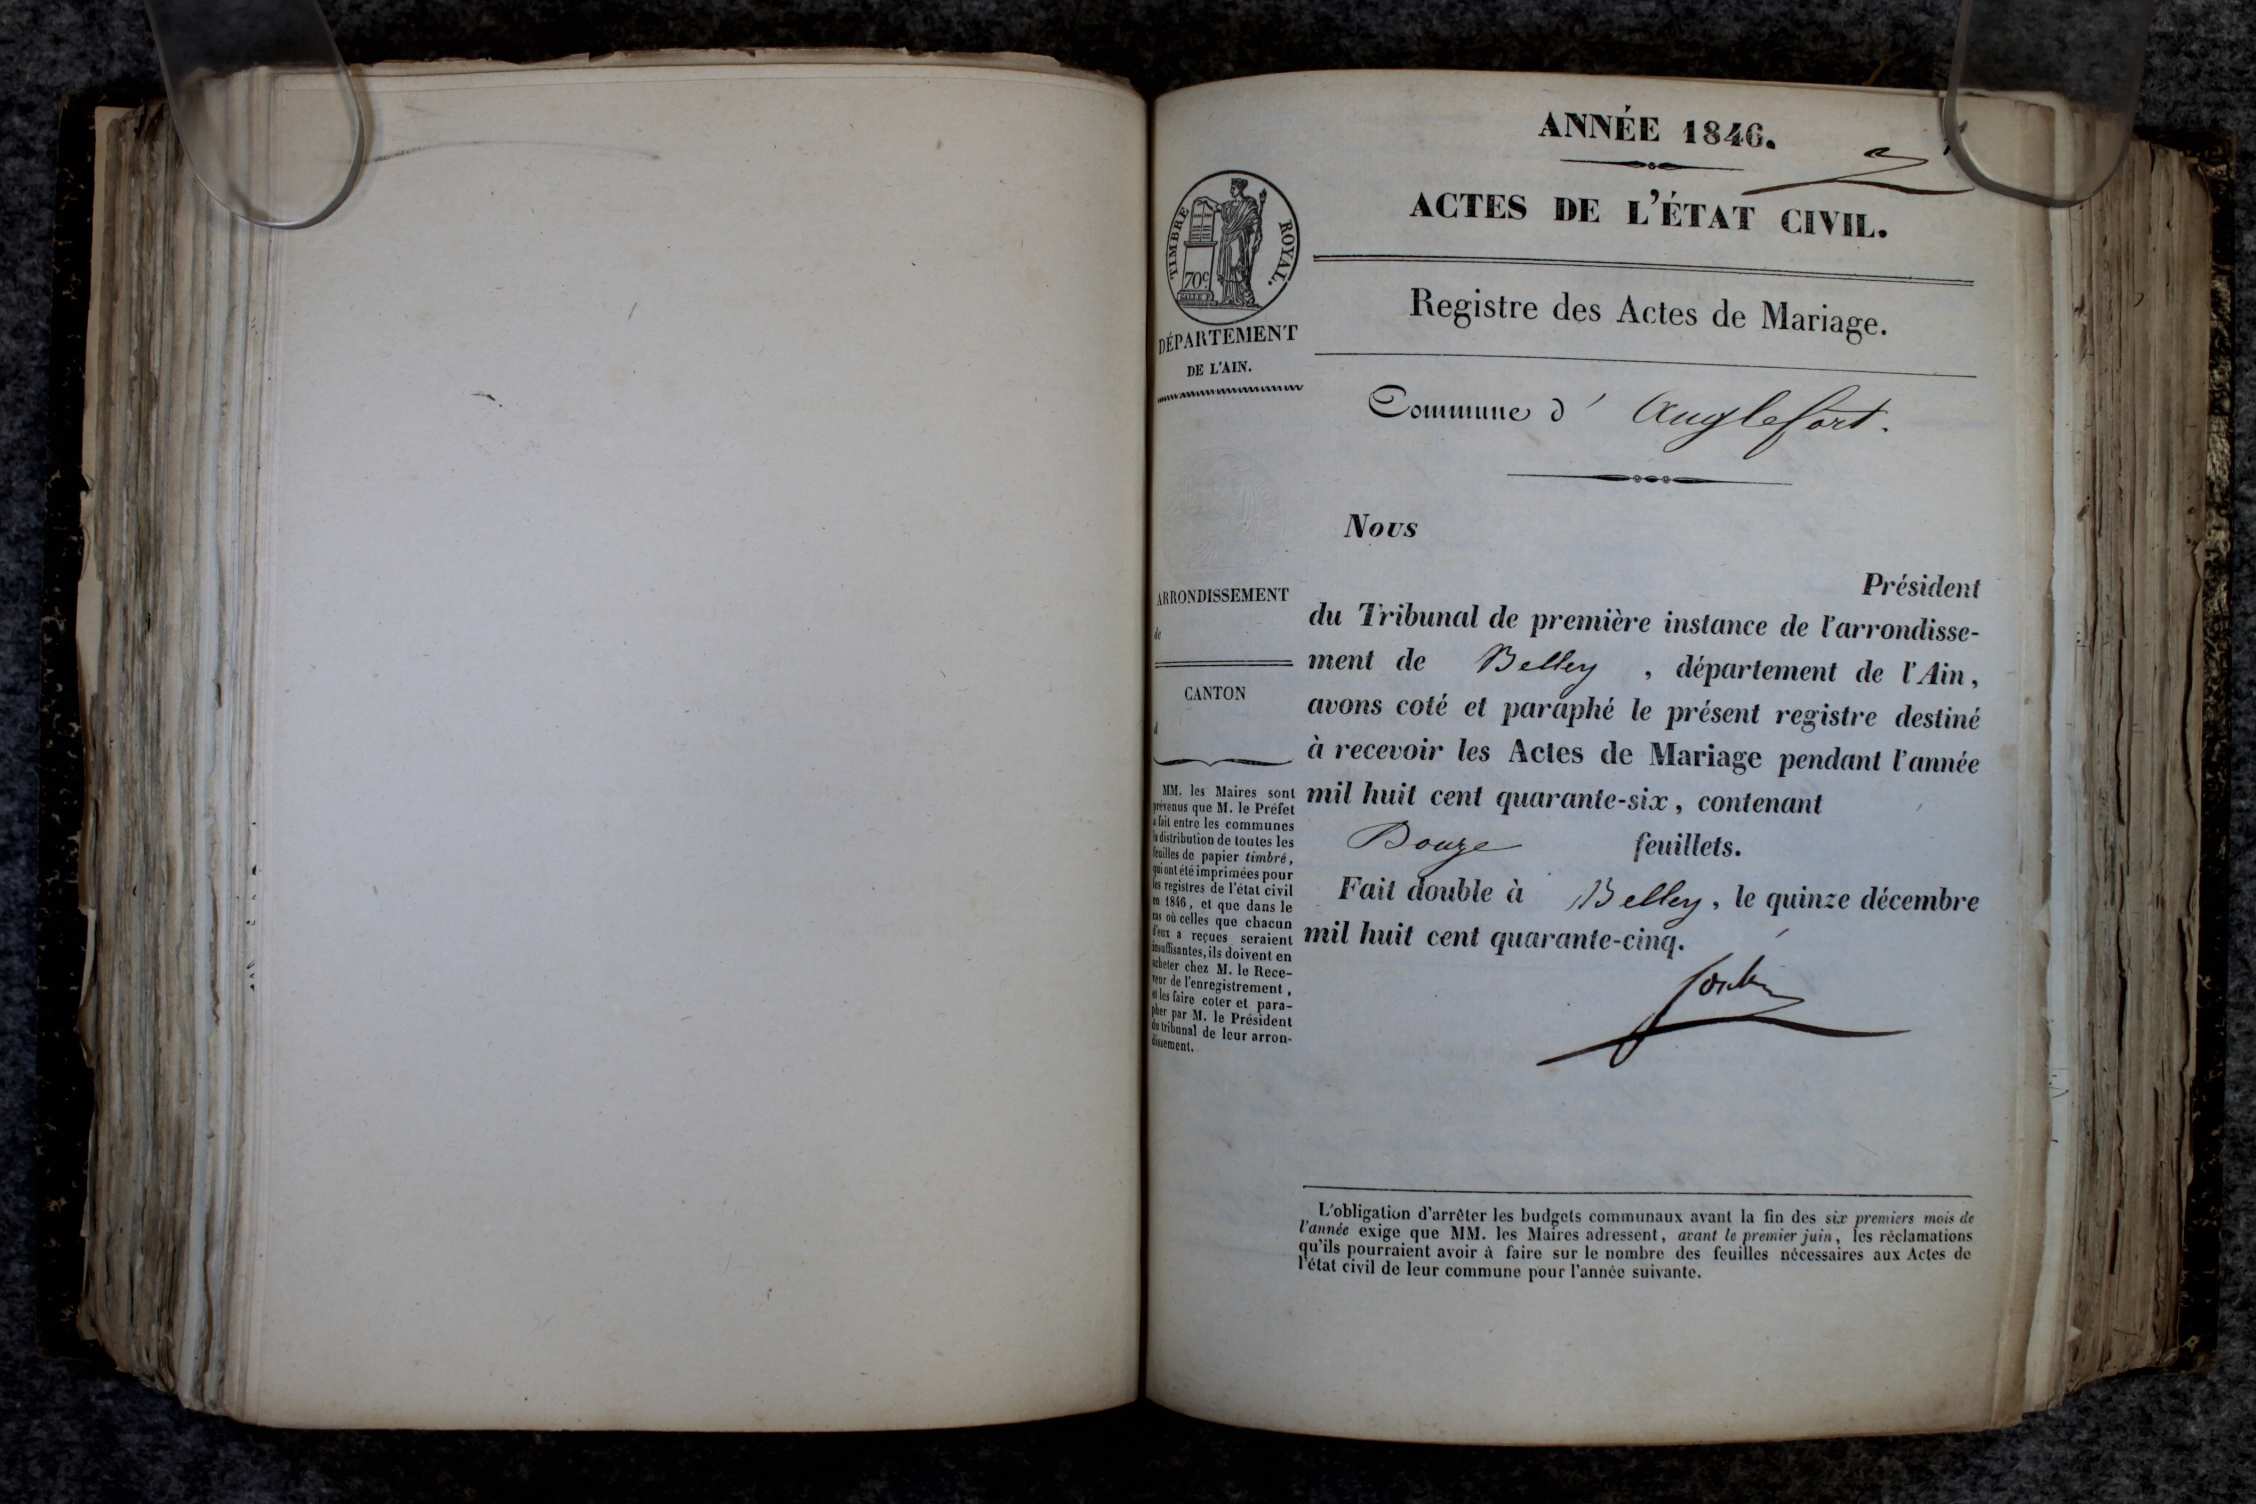 ANNÉE 1846.
ACTES DE L'ÉTAT CIVIL.
TIMBRE ROYAL.
70c
DÉPARTEMENT
DE L'AIN.
Registre des Actes de Mariage.
Commune d' Anglefort.
Nous
Président
du Tribunal de première instance de l'arrondisse-
ment de Belley, département de l'Ain,
avons coté et paraphé le présent registre destiné
à recevoir les Actes de Mariage pendant l'année
mil huit cent quarante-six, contenant
Douze feuillets.
Fait double à Belley, le quinze décembre
mil huit cent quarante-cinq.
ARRONDISSEMENT
de
CANTON
d
MM. les Maires sont
prévenus que M. le Préfet
a fait entre les communes
la distribution de toutes les
feuilles de papier timbré,
qui ont été imprimées pour
les registres de l'état civil
en 1846, et que dans le
cas où celles que chacun
d'eux a reçues seraient
insuffisantes, ils doivent en
acheter chez M. le Rece-
veur de l'enregistrement,
et les faire coter et para-
pher par M. le Président
du tribunal de leur arron-
dissement.
L'obligation d'arrêter les budgets communaux avant la fin des six premiers mois de
l'année exige que MM. les Maires adressent, avant le premier juin, les réclamations
qu'ils pourraient avoir à faire sur le nombre des feuilles nécessaires aux Actes de
l'état civil de leur commune pour l'année suivante.